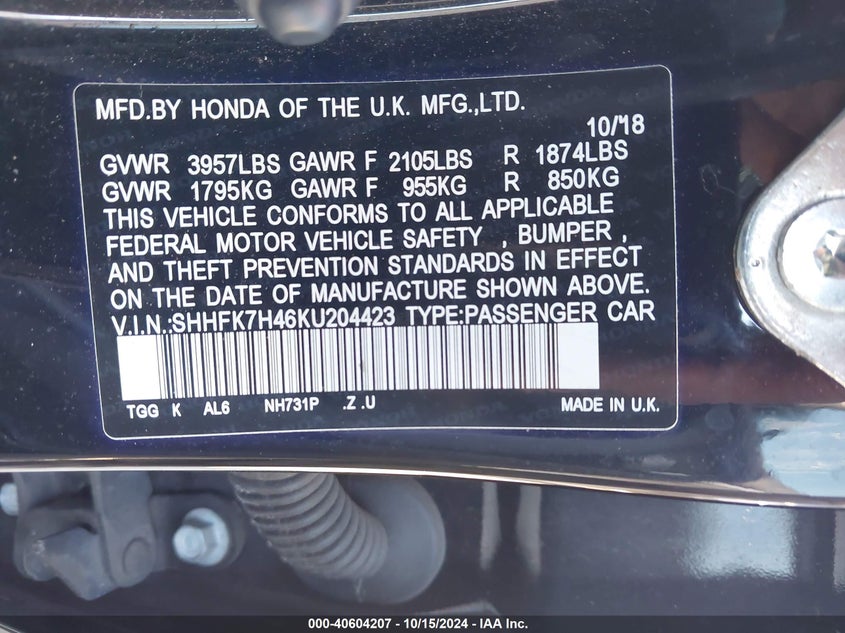 MFD.BY HONDA OF THE U.K. MFG.,LTD.
10/18
GVWR 3957LBS GAWR F 2105LBS R 1874LBS
GVWR 1795KG GAWR F 955KG R 850KG
THIS VEHICLE CONFORMS TO ALL APPLICABLE
FEDERAL MOTOR VEHICLE SAFETY , BUMPER ,
AND THEFT PREVENTION STANDARDS IN EFFECT
ON THE DATE OF MANUFACTURE SHOWN ABOVE.
V.I.N.:SHHFK7H46KU204423 TYPE:PASSENGER CAR
TGG K AL6 NH731P .Z .U MADE IN U.K.
000-40604207 - 10/15/2024 - IAA Inc.